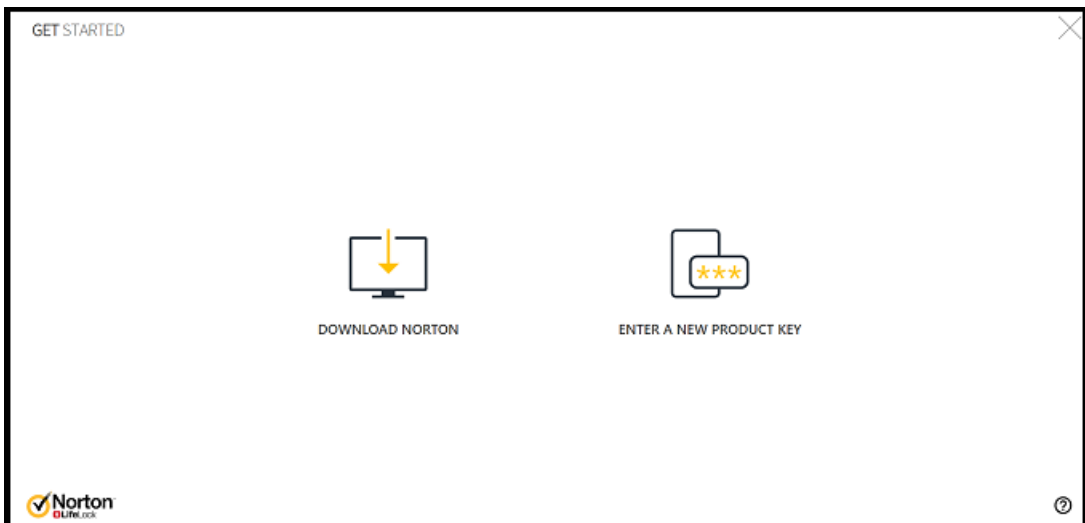 GET STARTED
***
DOWNLOAD NORTON
ENTER A NEW PRODUCT KEY
Norton
LifeLock
?